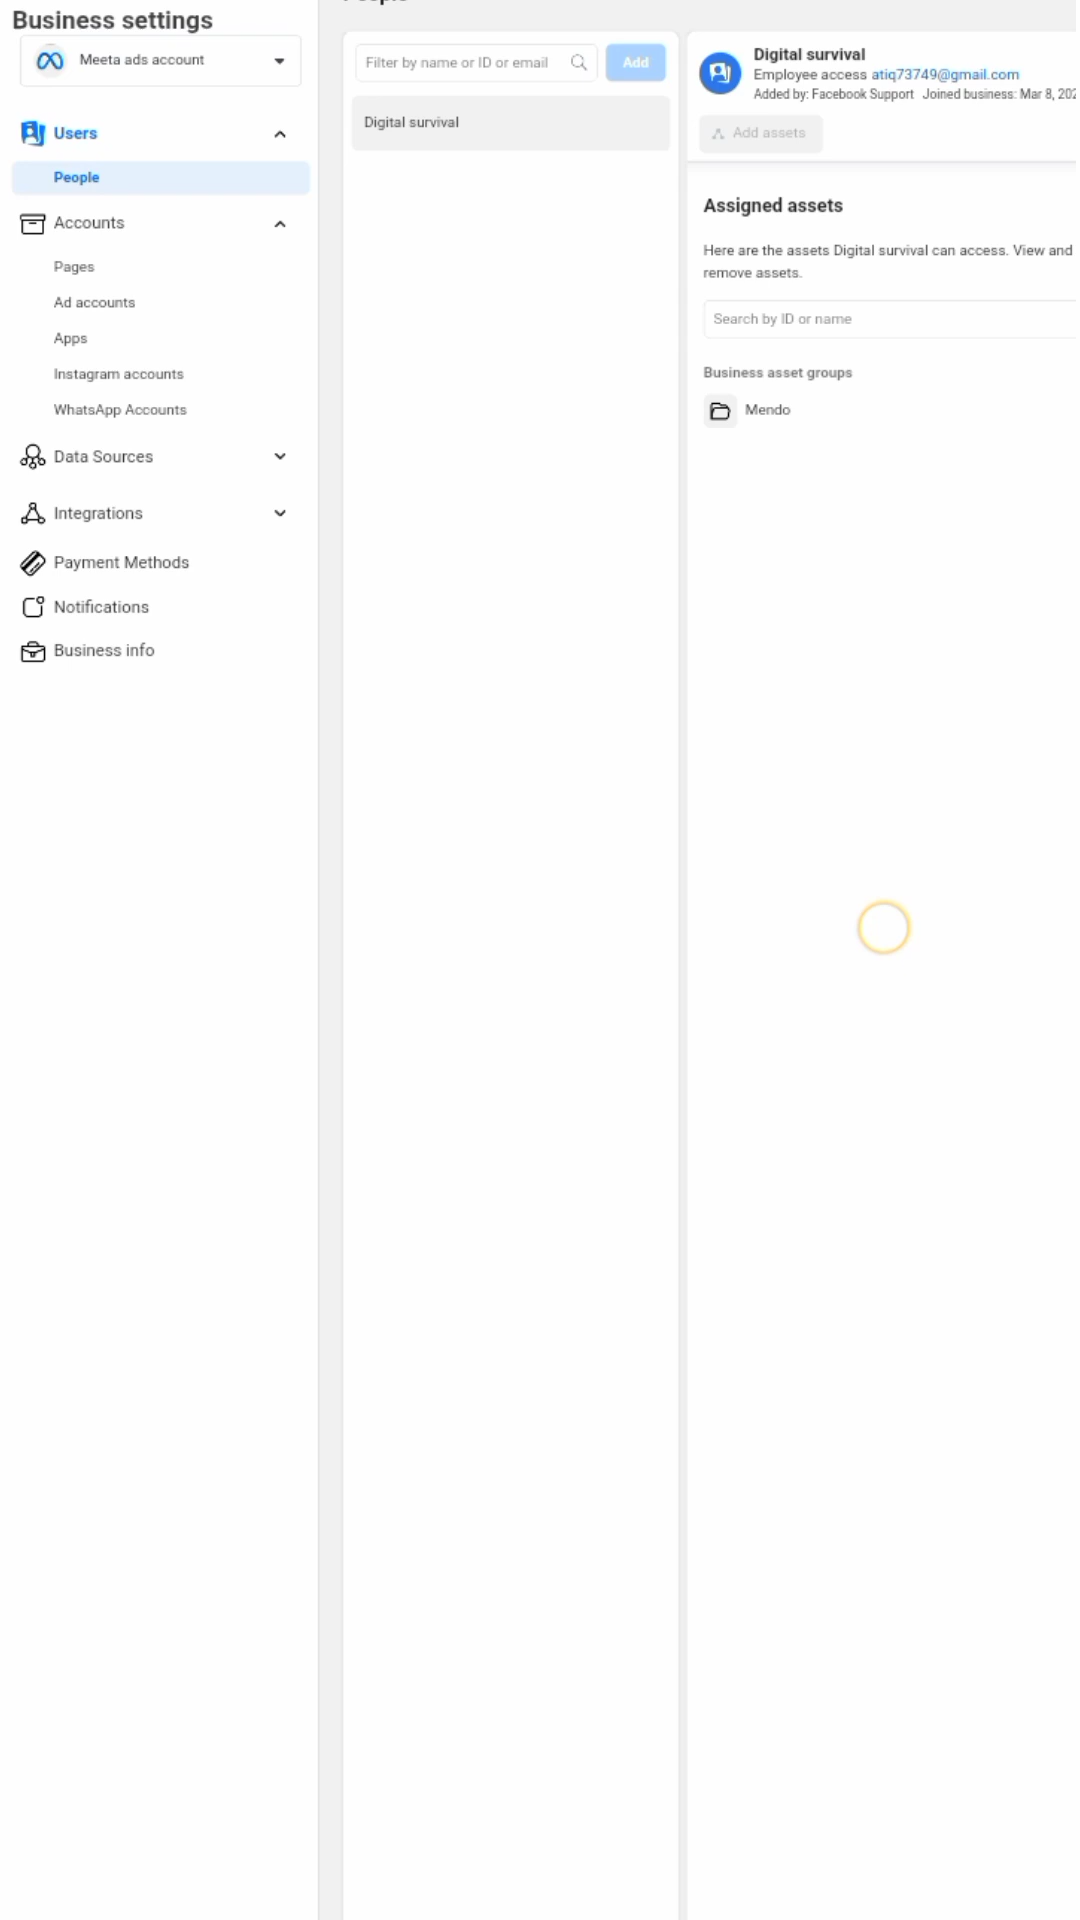 Business settings
Meeta ads account
Users
People
Accounts
Pages
Ad accounts
Apps
Instagram accounts
WhatsApp Accounts
Data Sources
Integrations
Payment Methods
Notifications
Business info
People
Filter by name or ID or email
Add
Digital survival
Digital survival
Employee access atiq73749@gmail.com
Added by: Facebook Support Joined business: Mar 8, 202
Add assets
Assigned assets
Here are the assets Digital survival can access. View and
remove assets.
Search by ID or name
Business asset groups
Mendo